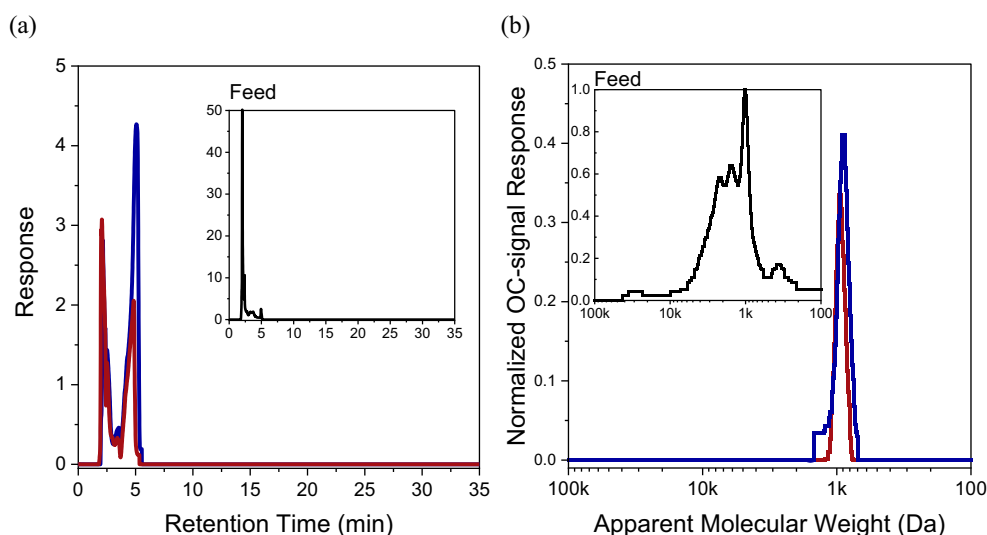 (a)
5
4
3
2
1
0
Response
0 5 10 15 20 25 30 35
Retention Time (min)
Feed
50
40
30
20
10
0
0 5 10 15 20 25 30 35
(b)
0.5
0.4
0.3
0.2
0.1
0.0
Normalized OC-signal Response
100k 10k 1k 100
Apparent Molecular Weight (Da)
Feed
1.0
0.8
0.6
0.4
0.2
0.0
100k 10k 1k 100